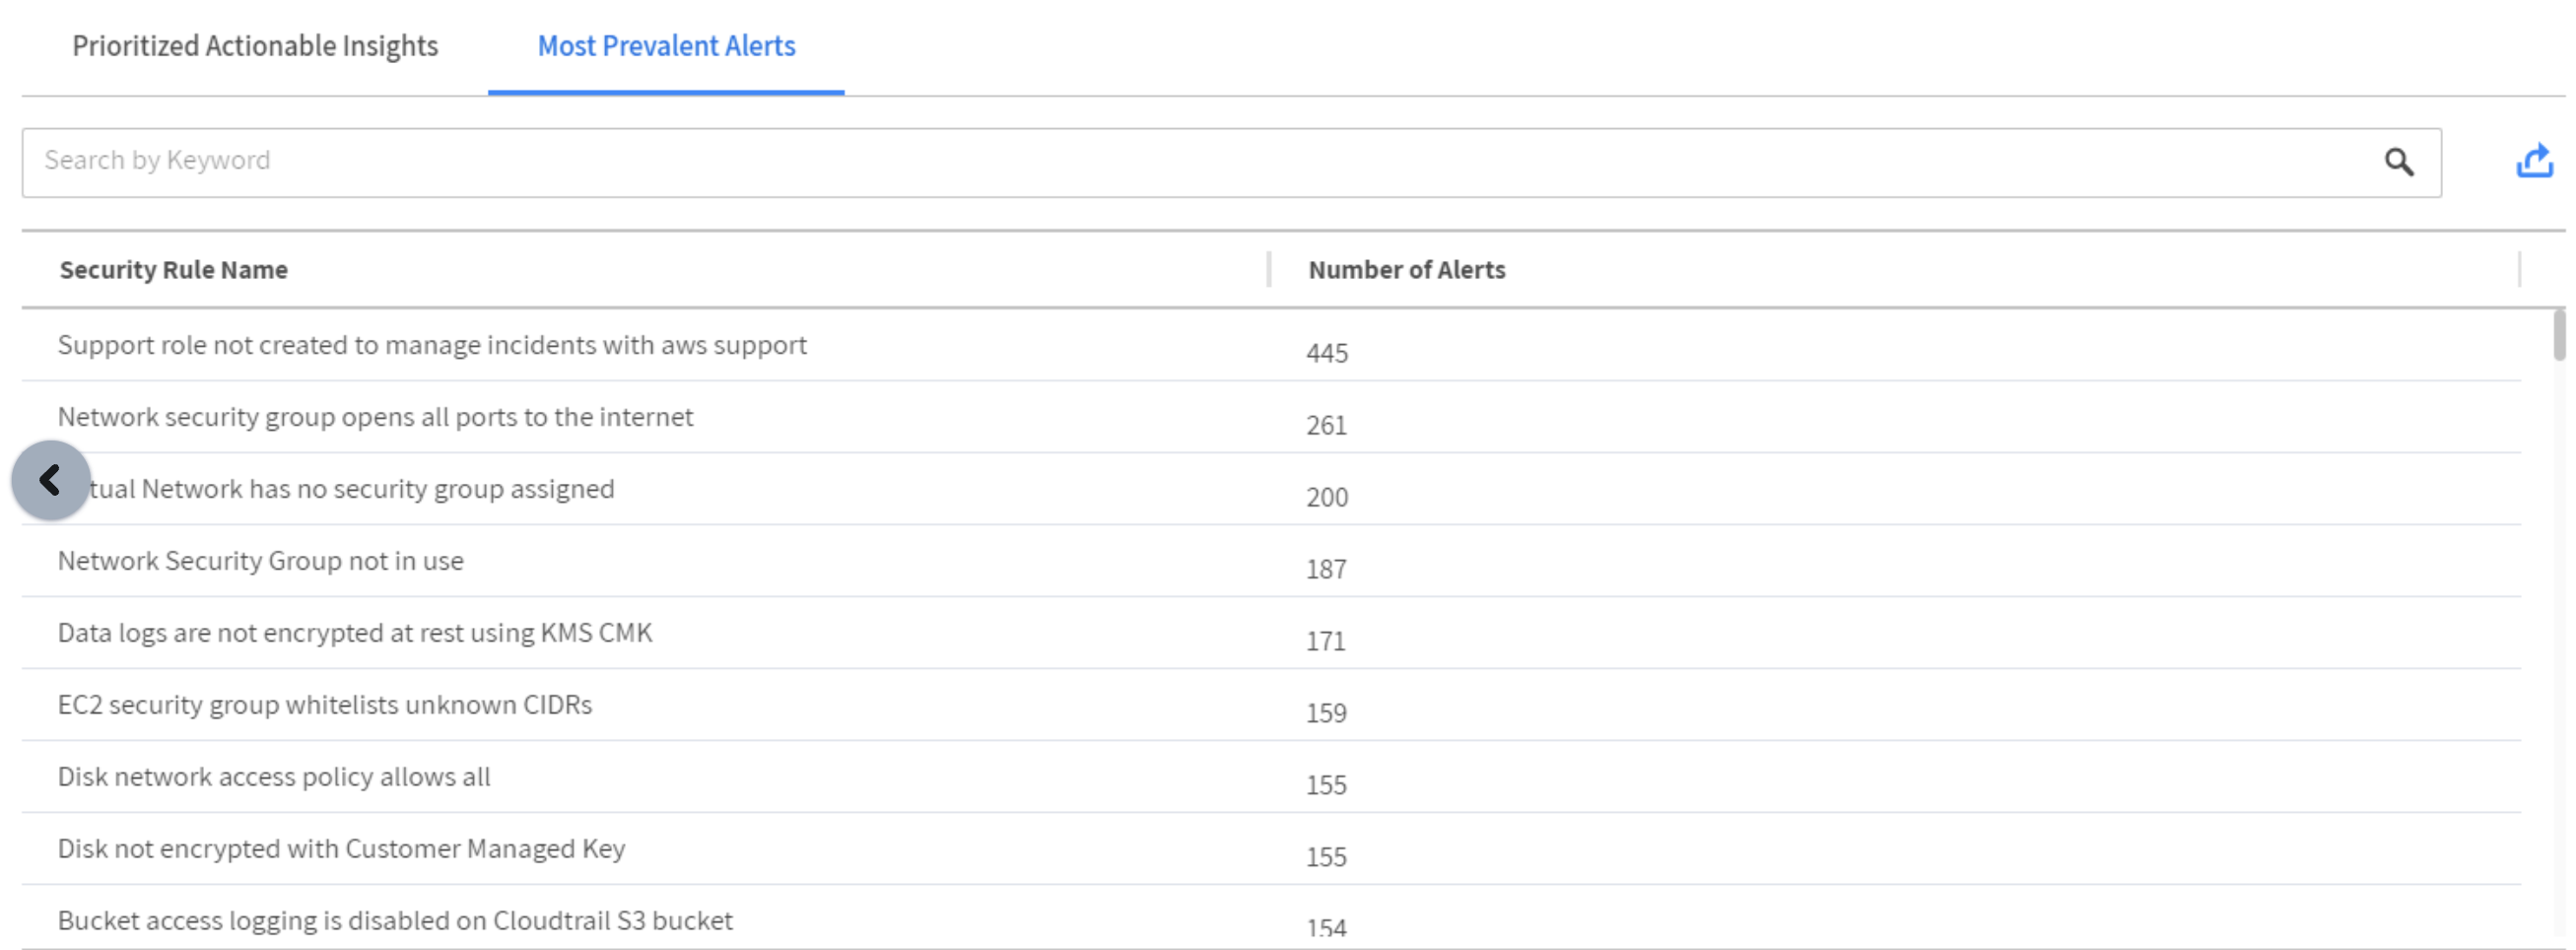 Prioritized Actionable Insights Most Prevalent Alerts
Search by Keyword
Security Rule Name Number of Alerts
Support role not created to manage incidents with aws support 445
Network security group opens all ports to the internet 261
tual Network has no security group assigned 200
Network Security Group not in use 187
Data logs are not encrypted at rest using KMS CMK 171
EC2 security group whitelists unknown CIDRs 159
Disk network access policy allows all 155
Disk not encrypted with Customer Managed Key 155
Bucket access logging is disabled on Cloudtrail S3 bucket 154